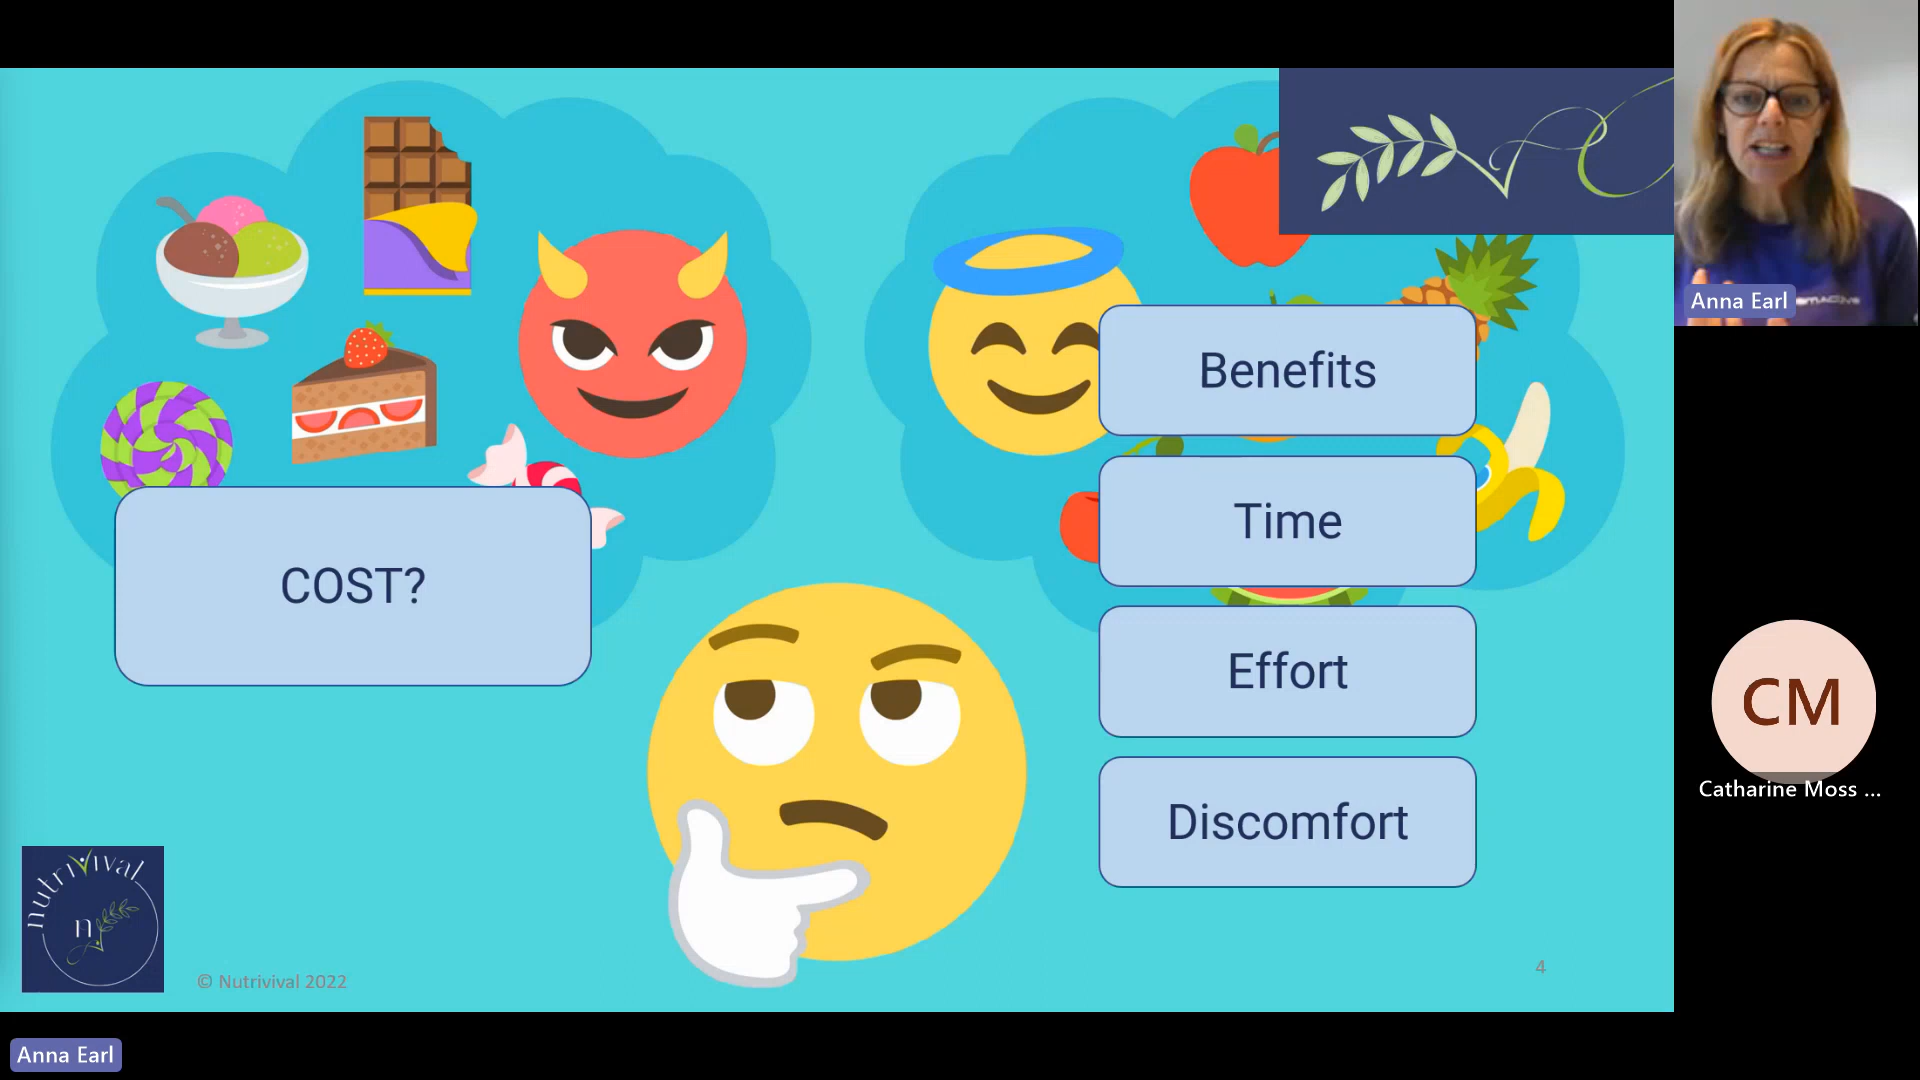 Anna Earl
Benefits
Time
COST?
Effort
Discomfort
CM
Catharine Moss ...
nutrivival
n
© Nutrivival 2022
4
Anna Earl